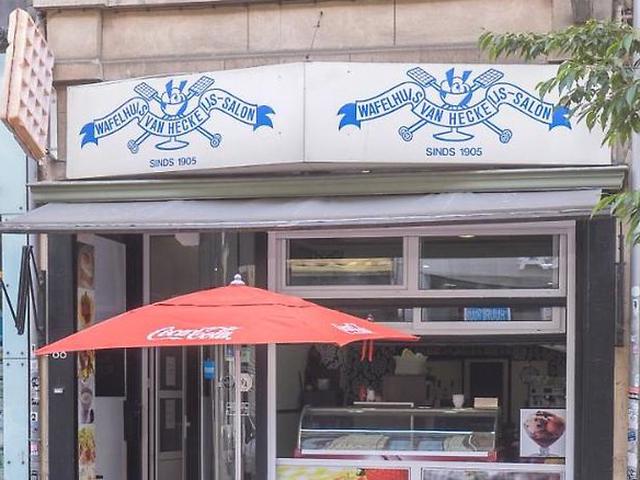 WAFELHUIS VAN HECKE IJS-SALON
SINDS 1905
WAFELHUIS VAN HECKE IJS-SALON
SINDS 1905
Coca-Cola